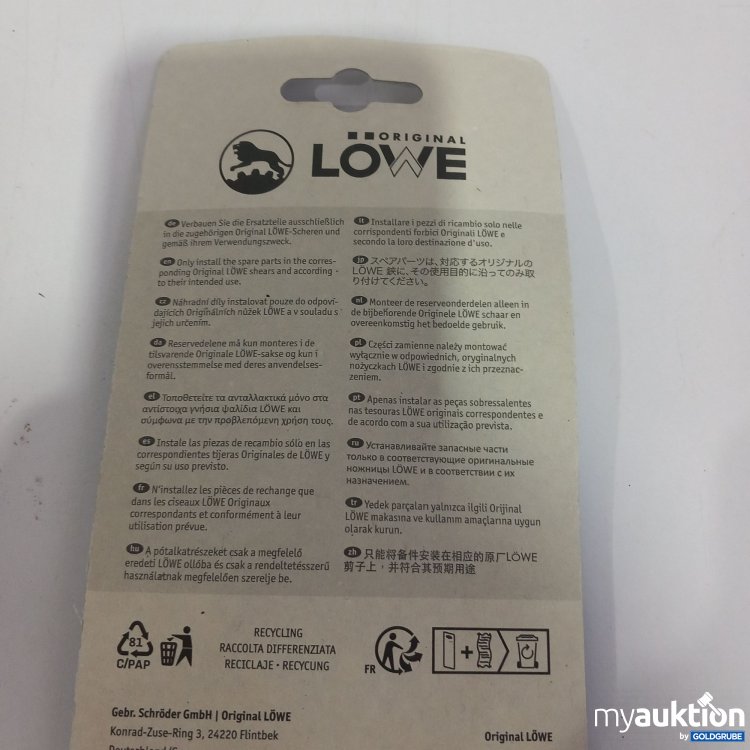 ORIGINAL
LÖWE
de Verbauen Sie die Ersatzteile ausschließlich
in die zugehörigen Original LÖWE-Scheren und
gemäß ihrem Verwendungszweck.
en Only install the spare parts in the corres-
ponding Original LÖWE shears and according -
to their intended use.
cz Náhradní díly instalovat pouze do odpoví-
dajících Originálních nůžek LÖWE a v souladu s
jejich určením.
da Reservedelene må kun monteres i de
tilsvarende Originale LÖWE-sakse og kun i
overensstemmelse med deres anvendelses-
formål.
el Τοποθετείτε τα ανταλλακτικά μόνο στα
αντίστοιχα γνήσια ψαλίδια LÖWE και
σύμφωνα με την προβλεπόμενη χρήση τους.
es Instale las piezas de recambio sólo en las
correspondientes tijeras Originales de LÖWE y
según su uso previsto.
fr N'installez les pièces de rechange que
dans les ciseaux LÖWE Originaux
correspondants et conformément à leur
utilisation prévue.
hu A pótalkatrészeket csak a megfelelő
eredeti LÖWE ollóba és csak a rendeltetésszerű
használatnak megfelelően szerelje be.
it Installare i pezzi di ricambio solo nelle
corrispondenti forbici Originali LÖWE e
secondo la loro destinazione d'uso.
jp スペアパーツは、対応するオリジナルの
LÖWE 鋏に、その使用目的に沿ってのみ取
り付けてください。
nl Monteer de reserveonderdelen alleen in
de bijbehorende Originele LÖWE schaar en
overeenkomstig het bedoelde gebruik.
pl Części zamienne należy montować
wyłącznie w odpowiednich, oryginalnych
nożyczkach LÖWE i zgodnie z ich przeznac-
zeniem.
pt Apenas instalar as peças sobressalentes
nas tesouras LÖWE originais correspondentes e
de acordo com a sua utilização prevista.
ru Устанавливайте запасные части
только в соответствующие оригинальные
ножницы LÖWE и в соответствии с их
назначением.
tr Yedek parçaları yalnızca ilgili Orijinal
LÖWE makasına ve kullanım amaçlarına uygun
olarak kurun.
zh 只能将备件安装在相应的原厂LÖWE
剪子上，并符合其预期用途
81
C/PAP
RECYCLING
RACCOLTA DIFFERENZIATA
RECICLAJE · RECYCUNG
FR
Gebr. Schröder GmbH | Original LÖWE
Konrad-Zuse-Ring 3, 24220 Flintbek
Original LÖWE
myauktion
by GOLDGRUBE